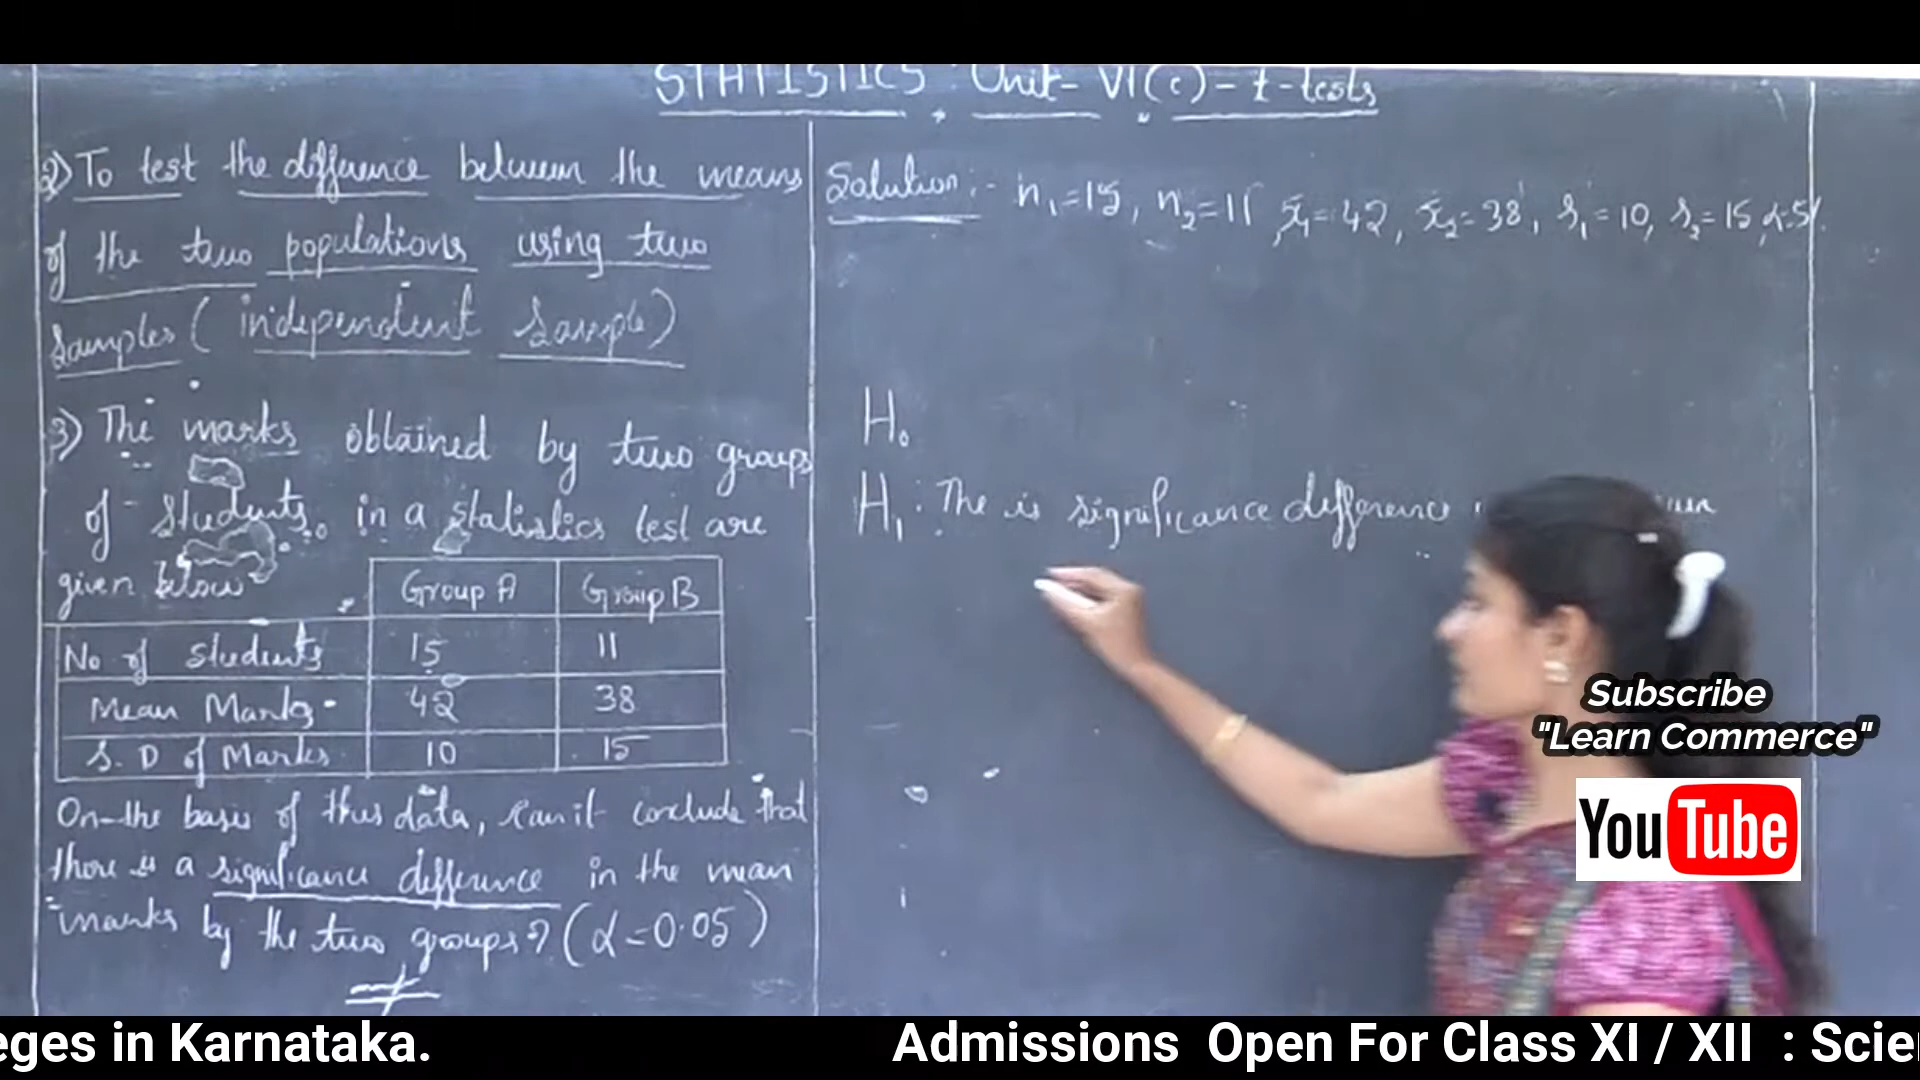 STATISTICS : Unit- VI(c)- t-tests
2) To test the difference between the means
of the two populations using two
Samples ( independent Sample )
3) The marks obtained by two groups
of students in a statistics test are
given below
Group A Group B
No of Students 15 11
Mean Marks 42 38
S. D of Marks 10 15
On the basis of this data, can it conclude that
there is a significance difference in the mean
marks by the two groups? (α=0.05)
Solution :- n₁=15, n₂=11, x̄₁=42, x̄₂=38, s₁=10, s₂=15, α=5%
H₀
H₁ : The is significance difference
Subscribe
"Learn Commerce"
YouTube
eges in Karnataka. Admissions Open For Class XI / XII : Scie